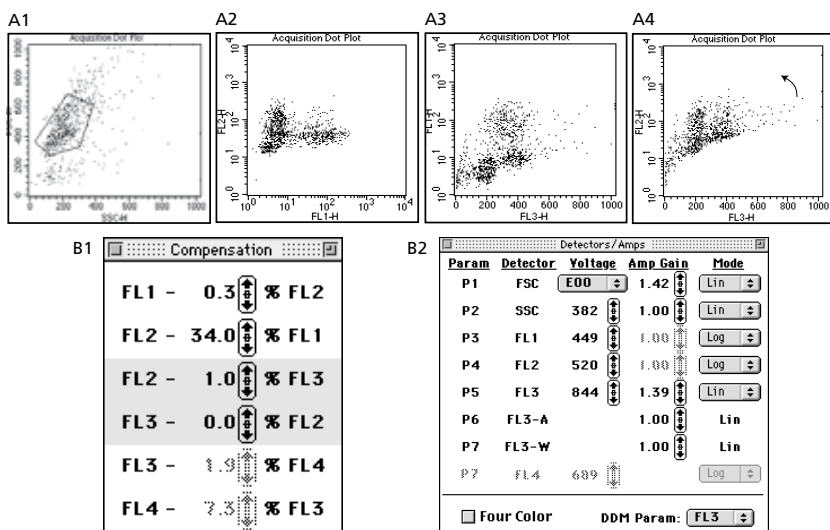 A1
A2
A3
A4
Acquisition Dot Plot
1000
800
600
400
200
0
0 200 400 600 800 1000
SSC-H
Acquisition Dot Plot
FL2-H
10^4
10^3
10^2
10^1
10^0
10^0 10^1 10^2 10^3 10^4
FL1-H
Acquisition Dot Plot
FL1-H
10^4
10^3
10^2
10^1
10^0
0 200 400 600 800 1000
FL3-H
Acquisition Dot Plot
FL2-H
10^4
10^3
10^2
10^1
10^0
0 200 400 600 800 1000
FL3-H
B1
Compensation
FL1 - 0.3 % FL2
FL2 - 34.0 % FL1
FL2 - 1.0 % FL3
FL3 - 0.0 % FL2
FL3 - 1.9 % FL4
FL4 - 7.3 % FL3
B2
Detectors/Amps
Param Detector Voltage Amp Gain Mode
P1 FSC E00 1.42 Lin
P2 SSC 382 1.00 Lin
P3 FL1 449 1.00 Log
P4 FL2 520 1.00 Log
P5 FL3 844 1.39 Lin
P6 FL3-A 1.00 Lin
P7 FL3-W 1.00 Lin
P7 FL4 689 Log
Four Color DDM Param: FL3